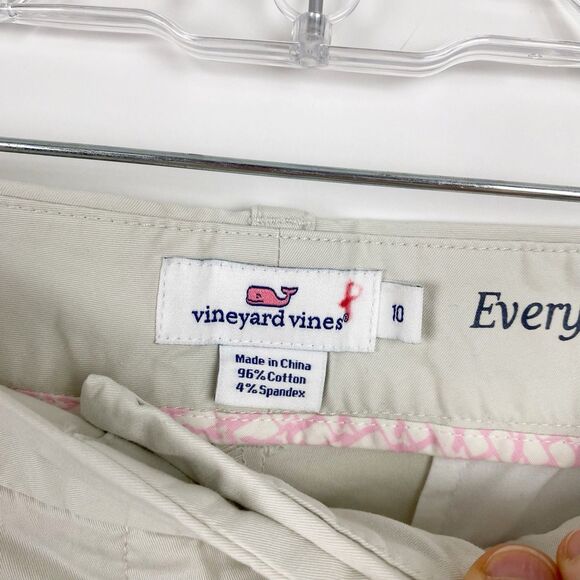 vineyard vines®
10
Made in China
96% Cotton
4% Spandex
Every